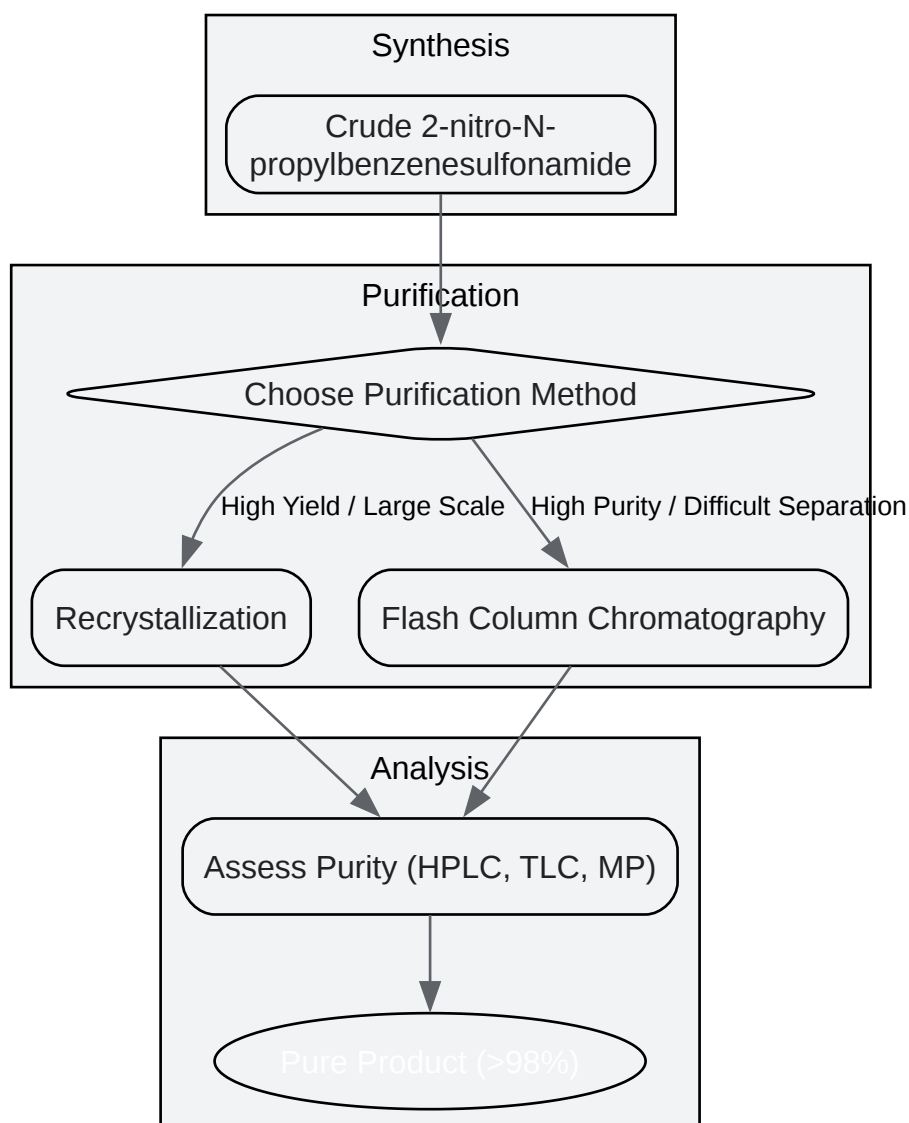 Synthesis
Crude 2-nitro-N-
propylbenzenesulfonamide
Purification
Choose Purification Method
High Yield / Large Scale
High Purity / Difficult Separation
Recrystallization
Flash Column Chromatography
Analysis
Assess Purity (HPLC, TLC, MP)
Pure Product (>98%)